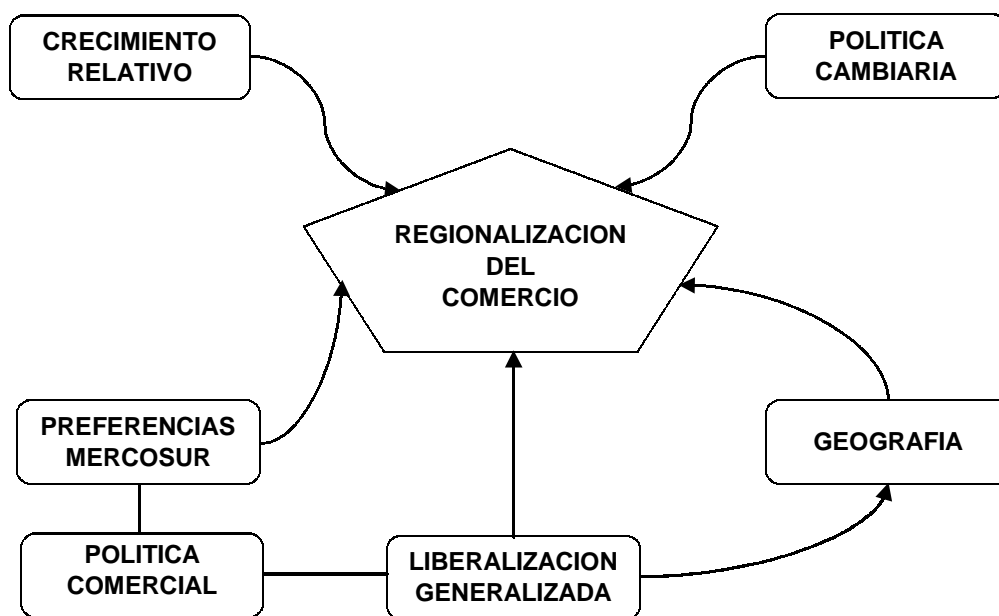 CRECIMIENTO
RELATIVO
POLITICA
CAMBIARIA
REGIONALIZACION
DEL
COMERCIO
PREFERENCIAS
MERCOSUR
GEOGRAFIA
POLITICA
COMERCIAL
LIBERALIZACION
GENERALIZADA